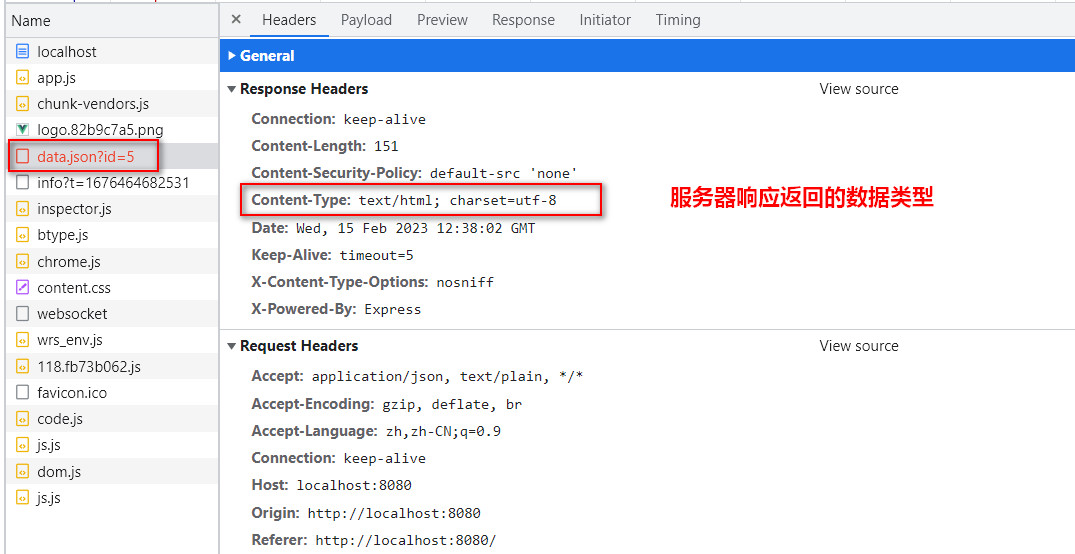 Name
localhost
app.js
chunk-vendors.js
logo.82b9c7a5.png
data.json?id=5
info?t=1676464682531
inspector.js
btype.js
chrome.js
content.css
websocket
wrs_env.js
118.fb73b062.js
favicon.ico
code.js
js.js
dom.js
js.js
× Headers Payload Preview Response Initiator Timing
General
Response Headers View source
Connection: keep-alive
Content-Length: 151
Content-Security-Policy: default-src 'none'
Content-Type: text/html; charset=utf-8
服务器响应返回的数据类型
Date: Wed, 15 Feb 2023 12:38:02 GMT
Keep-Alive: timeout=5
X-Content-Type-Options: nosniff
X-Powered-By: Express
Request Headers View source
Accept: application/json, text/plain, */*
Accept-Encoding: gzip, deflate, br
Accept-Language: zh,zh-CN;q=0.9
Connection: keep-alive
Host: localhost:8080
Origin: http://localhost:8080
Referer: http://localhost:8080/